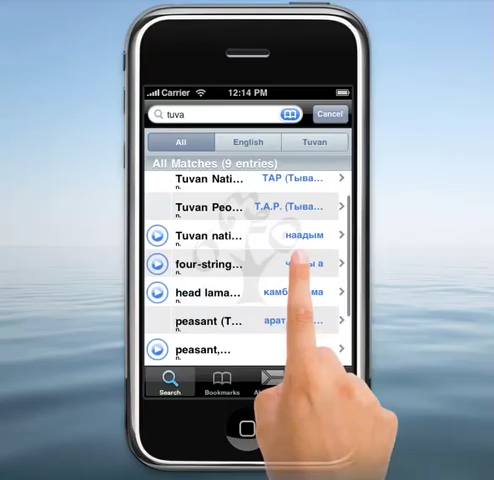 Carrier 12:14 PM
tuva Cancel
All English Tuvan
All Matches (9 entries)
Tuvan Nati... ТАР (Тыва...
n.
Tuvan Peo... Т.А.Р. (Тыва...
n.
Tuvan nati... наадым
n.
four-string... а
n.
head lama...
n.
peasant (T...
n.
peasant,...
n.
Search Bookmarks